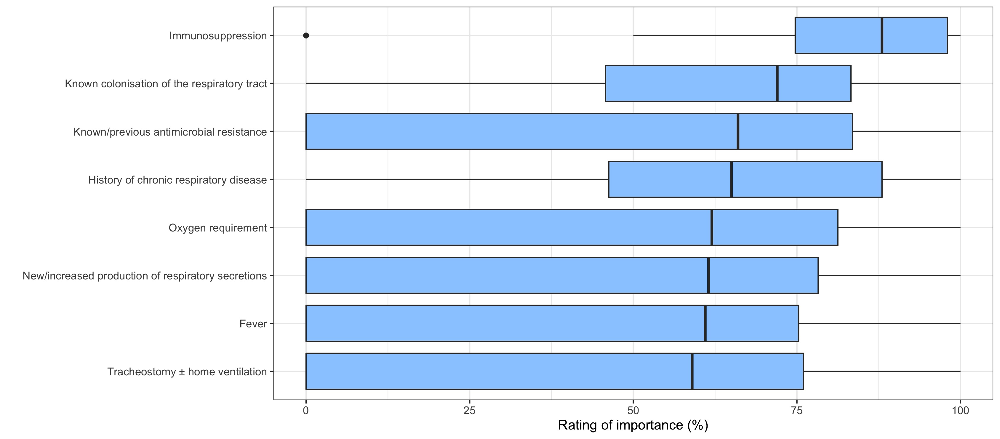 Immunosuppression
Known colonisation of the respiratory tract
Known/previous antimicrobial resistance
History of chronic respiratory disease
Oxygen requirement
New/increased production of respiratory secretions
Fever
Tracheostomy ± home ventilation
0 25 50 75 100
Rating of importance (%)